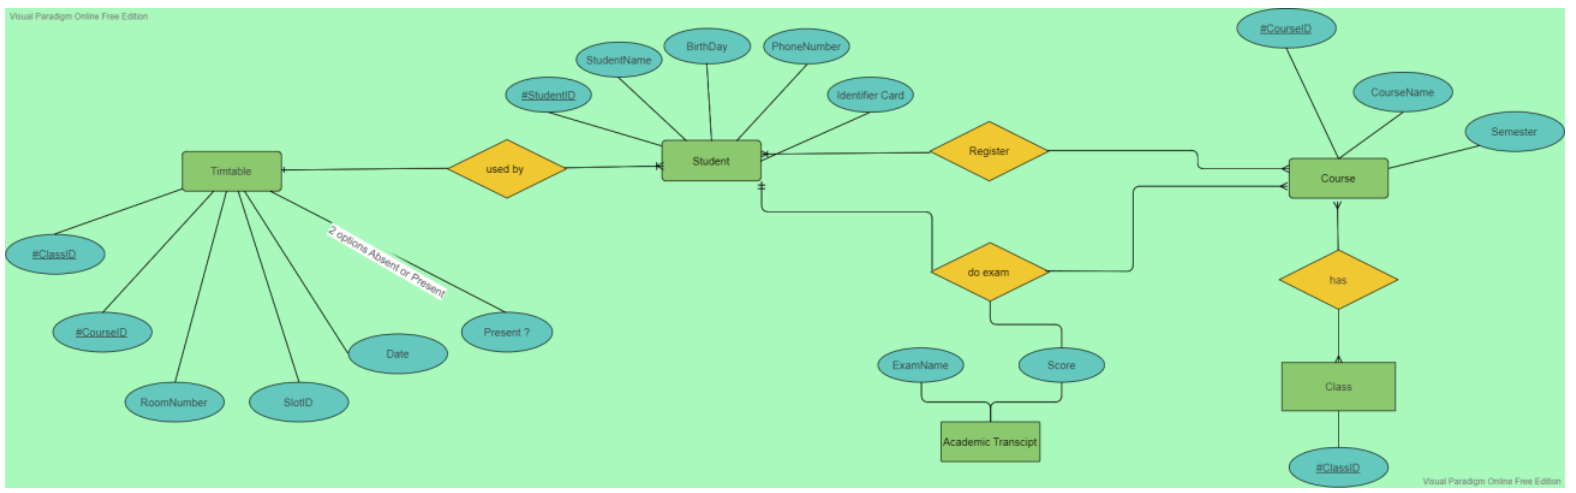 Visual Paradigm Online Free Edition
#CourseID
BirthDay
PhoneNumber
StudentName
#StudentID
Identifier Card
CourseName
Semester
Timtable
used by
Student
Register
Course
2 options Absent or Present
#ClassID
do exam
has
#CourseID
Present ?
Date
RoomNumber
SlotID
ExamName
Score
Class
Academic Transcipt
#ClassID
Visual Paradigm Online Free Edition